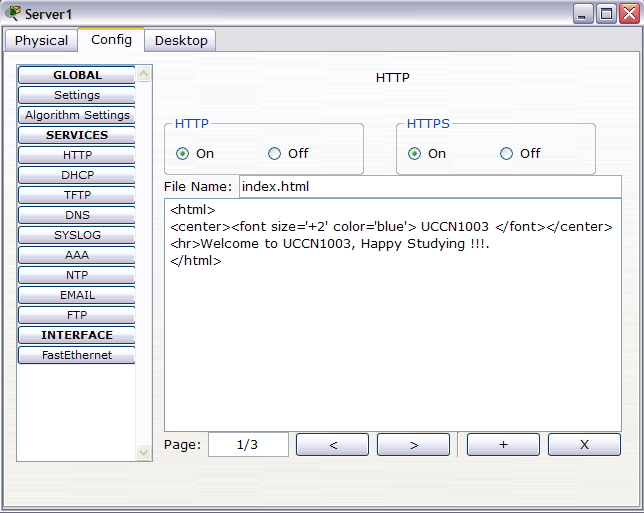 Server1
Physical Config Desktop
GLOBAL
Settings
Algorithm Settings
SERVICES
HTTP
DHCP
TFTP
DNS
SYSLOG
AAA
NTP
EMAIL
FTP
INTERFACE
FastEthernet
HTTP
HTTP HTTPS
On Off On Off
File Name: index.html
<html>
<center><font size='+2' color='blue'> UCCN1003 </font></center>
<hr>Welcome to UCCN1003, Happy Studying !!!.
</html>
Page: 1/3 < > + X